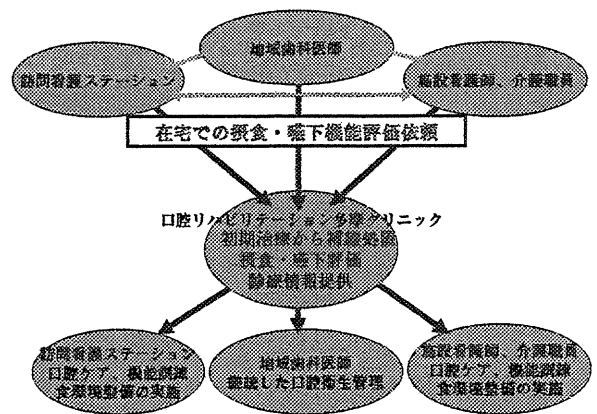 地域歯科医師
訪問看護ステーション
施設看護師、介護職員
在宅での摂食・嚥下機能評価依頼
口腔リハビリテーション多摩クリニック
初期治療から補綴処置
摂食・嚥下評価
診療情報提供
訪問看護ステーション
口腔ケア、機能訓練
食環境整備の実施
地域歯科医師
継続した口腔衛生管理
施設看護師、介護職員
口腔ケア、機能訓練
食環境整備の実施